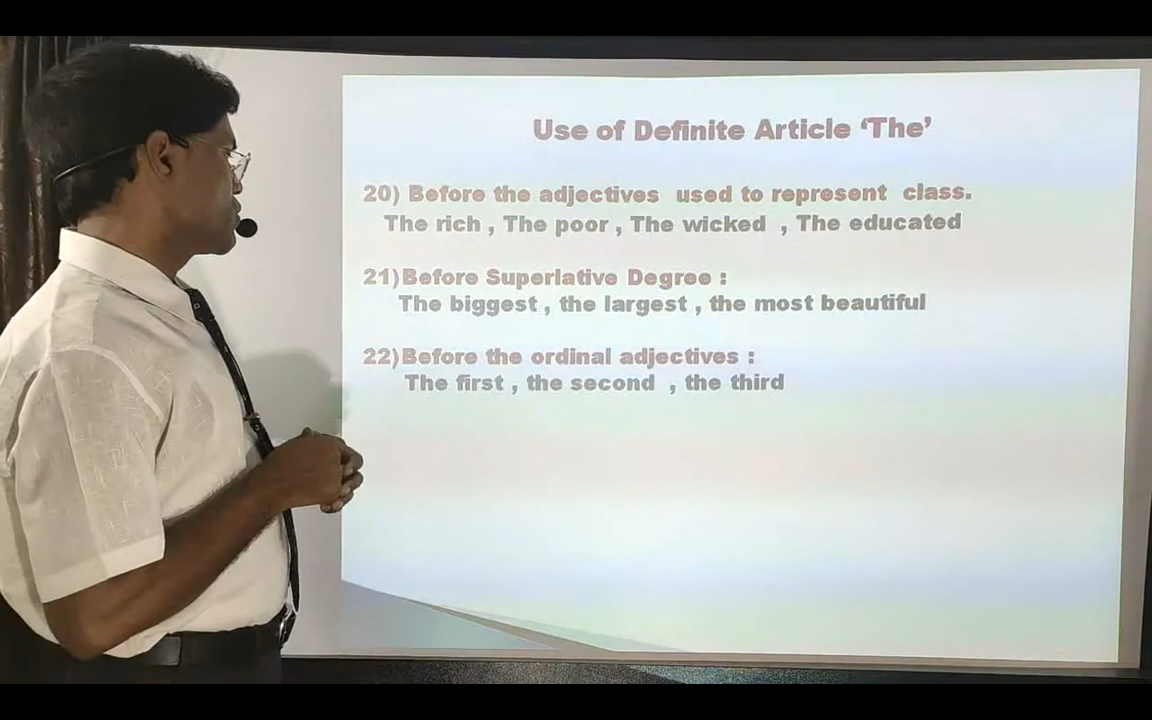 Use of Definite Article ‘The’
20) Before the adjectives used to represent class.
The rich , The poor , The wicked , The educated
21)Before Superlative Degree :
The biggest , the largest , the most beautiful
22)Before the ordinal adjectives :
The first , the second , the third